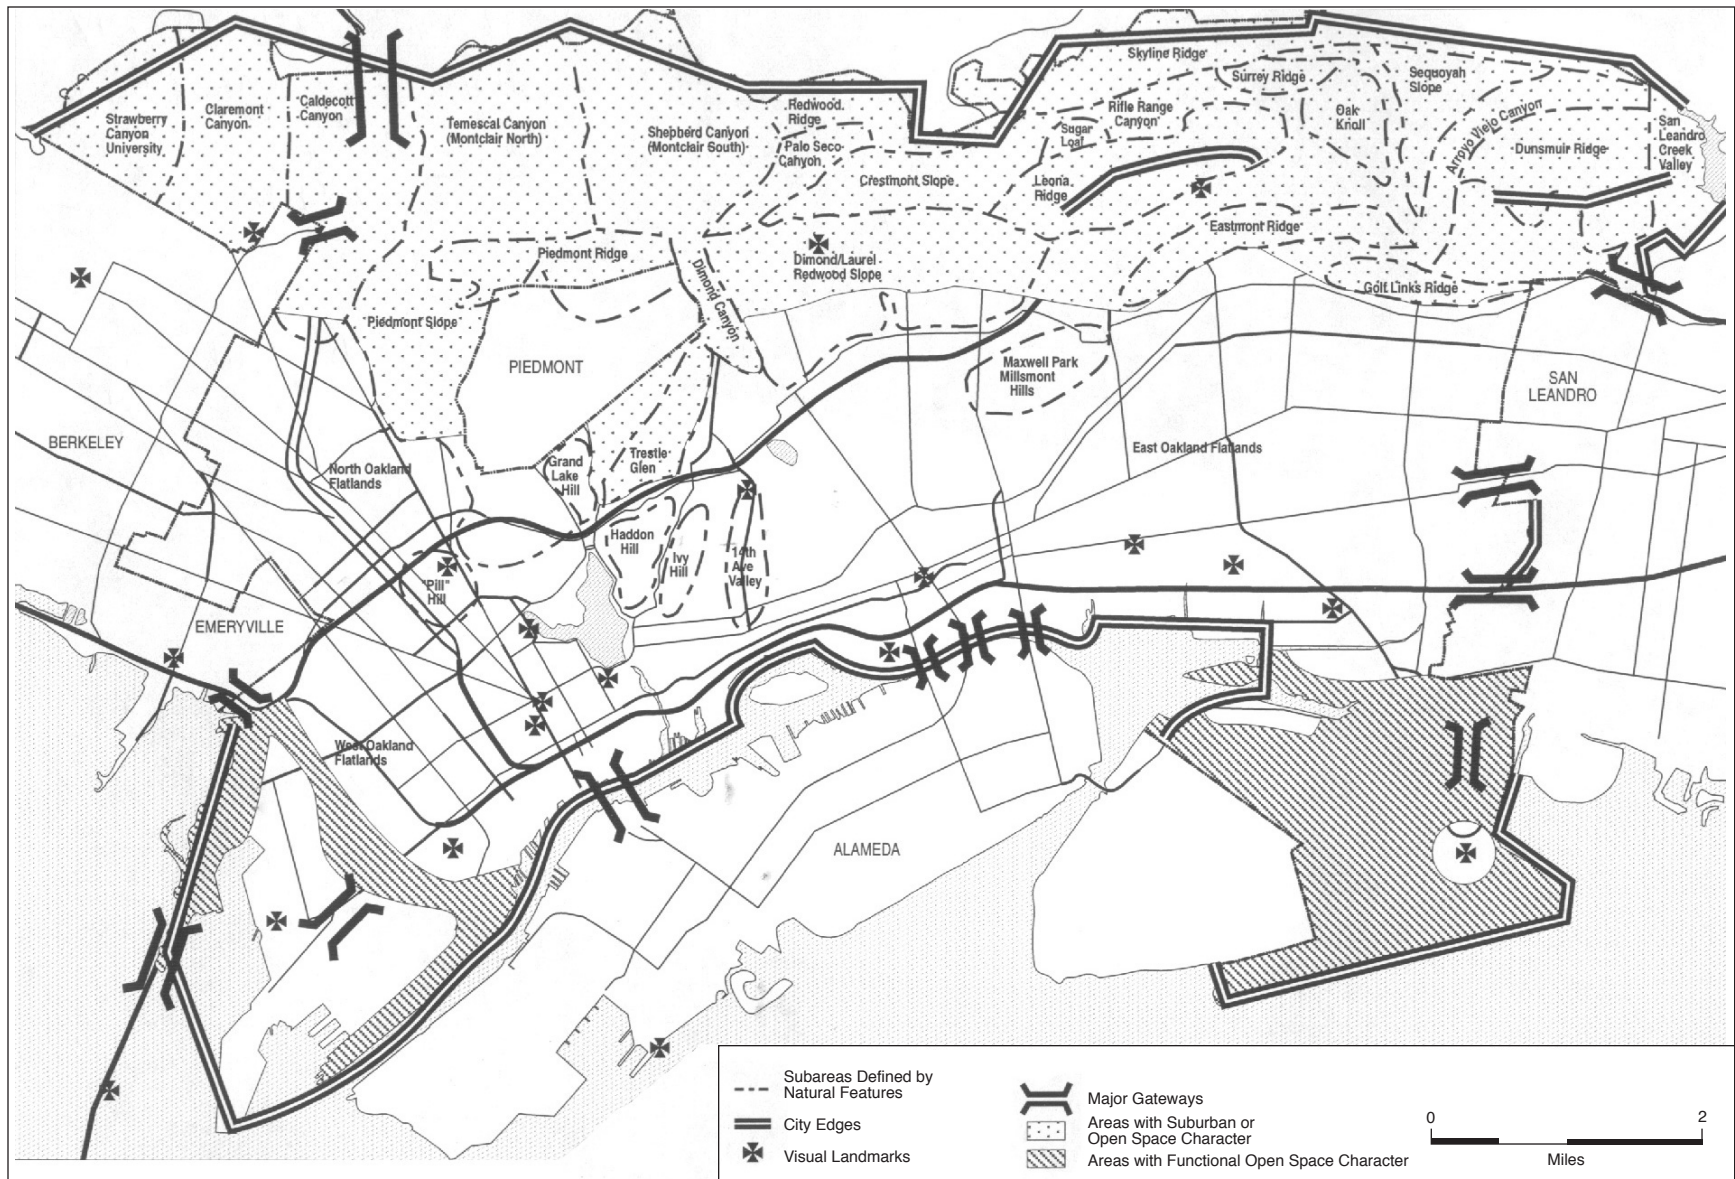 Skyline Ridge
Surrey Ridge
Sequoyah
Slope
Strawberry
Canyon
University
Claremont
Canyon
Caldecott
Canyon
Temescal Canyon
(Montclair North)
Shepherd Canyon
(Montclair South)
Redwood
Ridge
Palo Seco
Canyon
Crestmont Slope
Sugar
Loaf
Leona
Ridge
Rifle Range
Canyon
Oak
Knoll
Arroyo Viejo Canyon
Dunsmuir Ridge
San
Leandro
Creek
Valley
Piedmont Ridge
Dimond Canyon
Dimond/Laurel
Redwood Slope
Eastmont Ridge
Golf Links Ridge
Piedmont Slope
PIEDMONT
Maxwell Park
Millsmont
Hills
SAN
LEANDRO
BERKELEY
North Oakland
Flatlands
Grand
Lake
Hill
Trestle
Glen
East Oakland Flatlands
Haddon
Hill
Ivy
Hill
14th
Ave
Valley
"Pill"
Hill
EMERYVILLE
West Oakland
Flatlands
ALAMEDA
Subareas Defined by
Natural Features
City Edges
Visual Landmarks
Major Gateways
Areas with Suburban or
Open Space Character
Areas with Functional Open Space Character
0 2
Miles